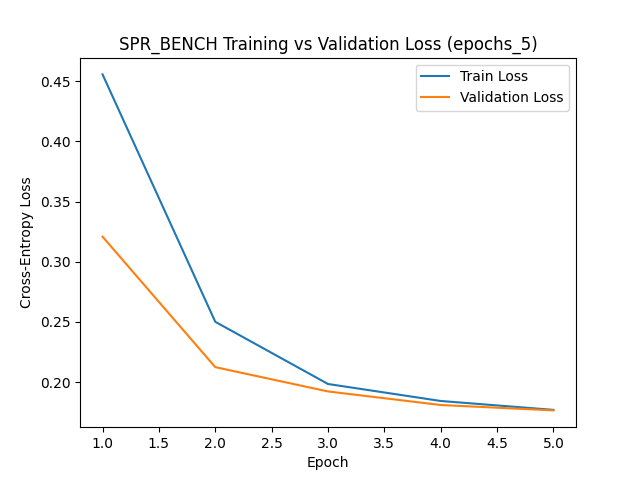 SPR_BENCH Training vs Validation Loss (epochs_5)
Train Loss
Validation Loss
Cross-Entropy Loss
0.45
0.40
0.35
0.30
0.25
0.20
1.0 1.5 2.0 2.5 3.0 3.5 4.0 4.5 5.0
Epoch